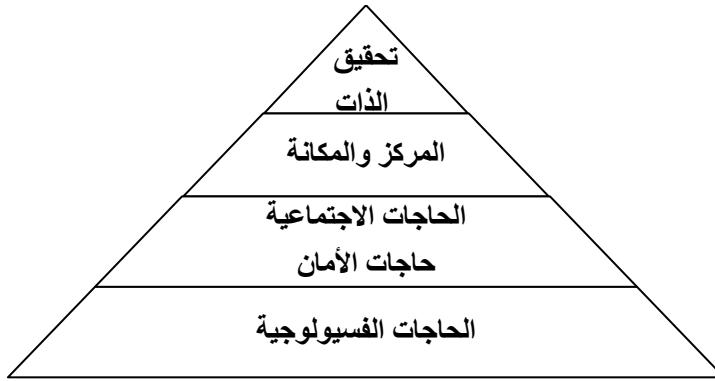 تحقيق
الذات
المركز والمكانة
الحاجات الاجتماعية
حاجات الأمان
الحاجات الفسيولوجية